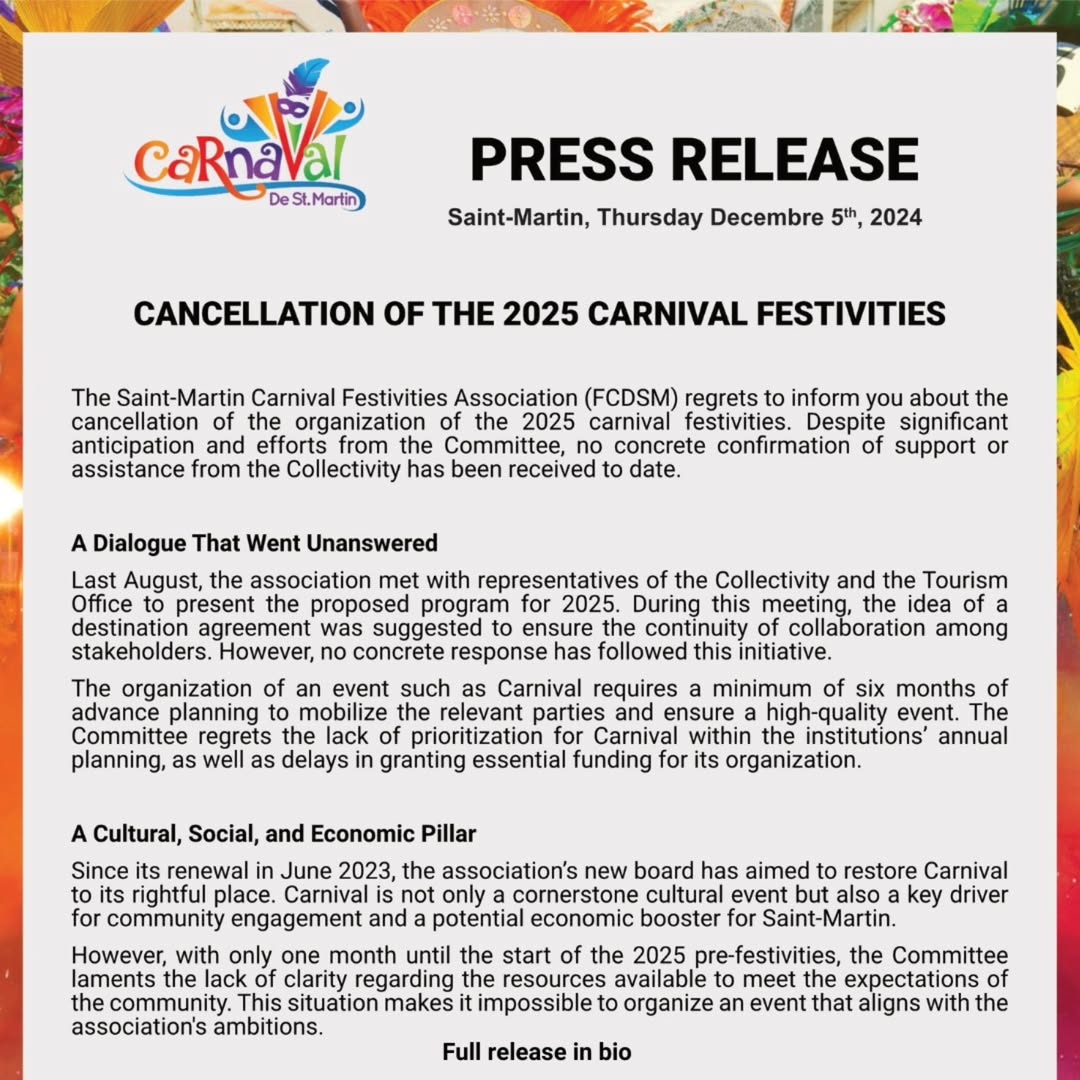 CaRnaVal
De St. Martin
PRESS RELEASE
Saint-Martin, Thursday Decembre 5th, 2024
CANCELLATION OF THE 2025 CARNIVAL FESTIVITIES
The Saint-Martin Carnival Festivities Association (FCDSM) regrets to inform you about the
cancellation of the organization of the 2025 carnival festivities. Despite significant
anticipation and efforts from the Committee, no concrete confirmation of support or
assistance from the Collectivity has been received to date.
A Dialogue That Went Unanswered
Last August, the association met with representatives of the Collectivity and the Tourism
Office to present the proposed program for 2025. During this meeting, the idea of a
destination agreement was suggested to ensure the continuity of collaboration among
stakeholders. However, no concrete response has followed this initiative.
The organization of an event such as Carnival requires a minimum of six months of
advance planning to mobilize the relevant parties and ensure a high-quality event. The
Committee regrets the lack of prioritization for Carnival within the institutions’ annual
planning, as well as delays in granting essential funding for its organization.
A Cultural, Social, and Economic Pillar
Since its renewal in June 2023, the association’s new board has aimed to restore Carnival
to its rightful place. Carnival is not only a cornerstone cultural event but also a key driver
for community engagement and a potential economic booster for Saint-Martin.
However, with only one month until the start of the 2025 pre-festivities, the Committee
laments the lack of clarity regarding the resources available to meet the expectations of
the community. This situation makes it impossible to organize an event that aligns with the
association's ambitions.
Full release in bio